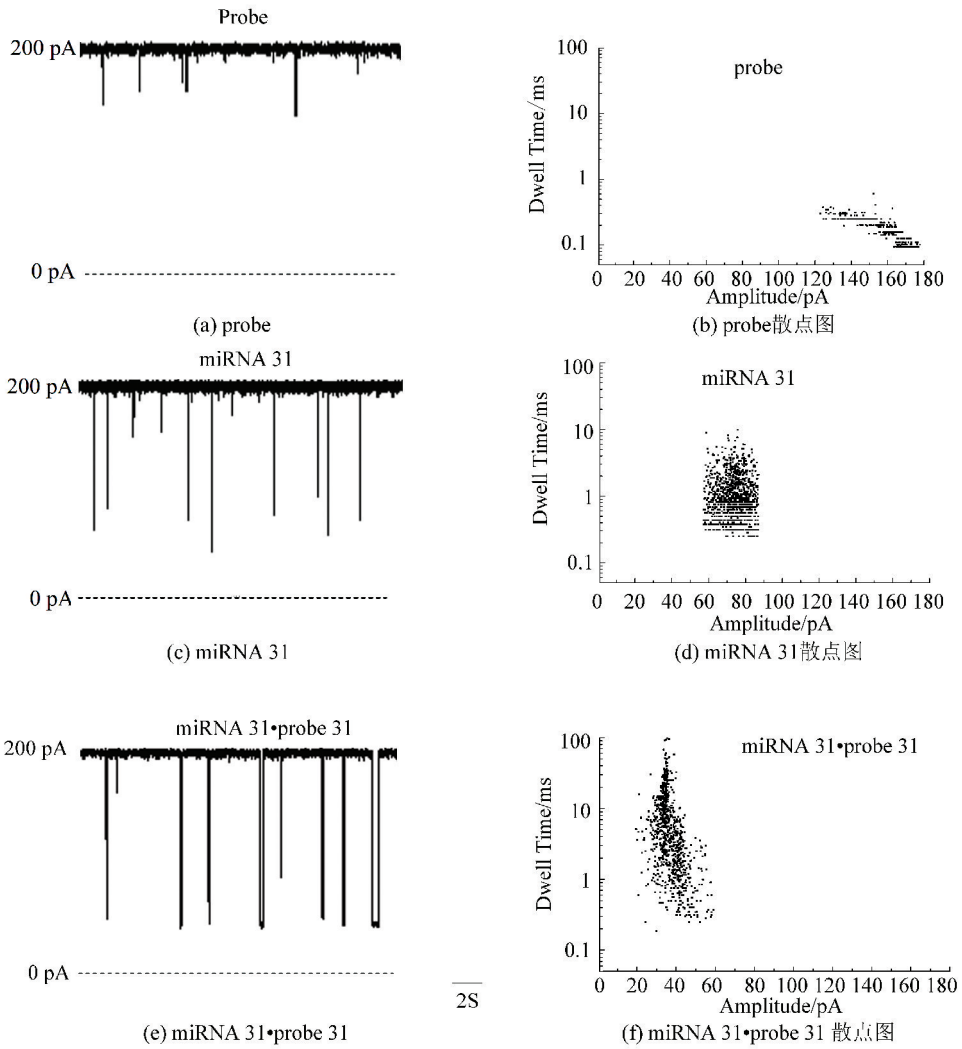 Probe
200 pA
0 pA
(a) probe
100
10
1
0.1
Dwell Time/ms
probe
0 20 40 60 80 100 120 140 160 180
Amplitude/pA
(b) probe散点图
miRNA 31
200 pA
0 pA
(c) miRNA 31
100
10
1
0.1
Dwell Time/ms
miRNA 31
0 20 40 60 80 100 120 140 160 180
Amplitude/pA
(d) miRNA 31散点图
miRNA 31•probe 31
200 pA
0 pA
2S
(e) miRNA 31•probe 31
100
10
1
0.1
Dwell Time/ms
miRNA 31•probe 31
0 20 40 60 80 100 120 140 160 180
Amplitude/pA
(f) miRNA 31•probe 31 散点图